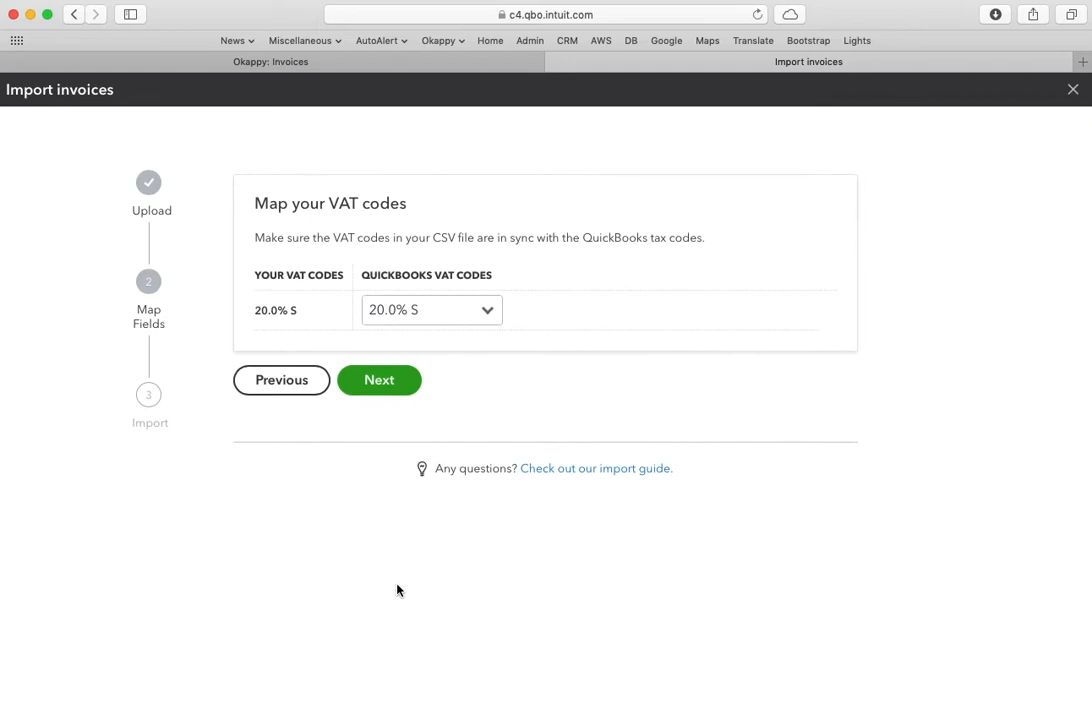 c4.qbo.intuit.com
News Miscellaneous AutoAlert Okappy Home Admin CRM AWS DB Google Maps Translate Bootstrap Lights
Okappy: Invoices Import invoices
Import invoices
Upload
2
Map
Fields
3
Import
Map your VAT codes
Make sure the VAT codes in your CSV file are in sync with the QuickBooks tax codes.
YOUR VAT CODES QUICKBOOKS VAT CODES
20.0% S 20.0% S
Previous Next
Any questions? Check out our import guide.